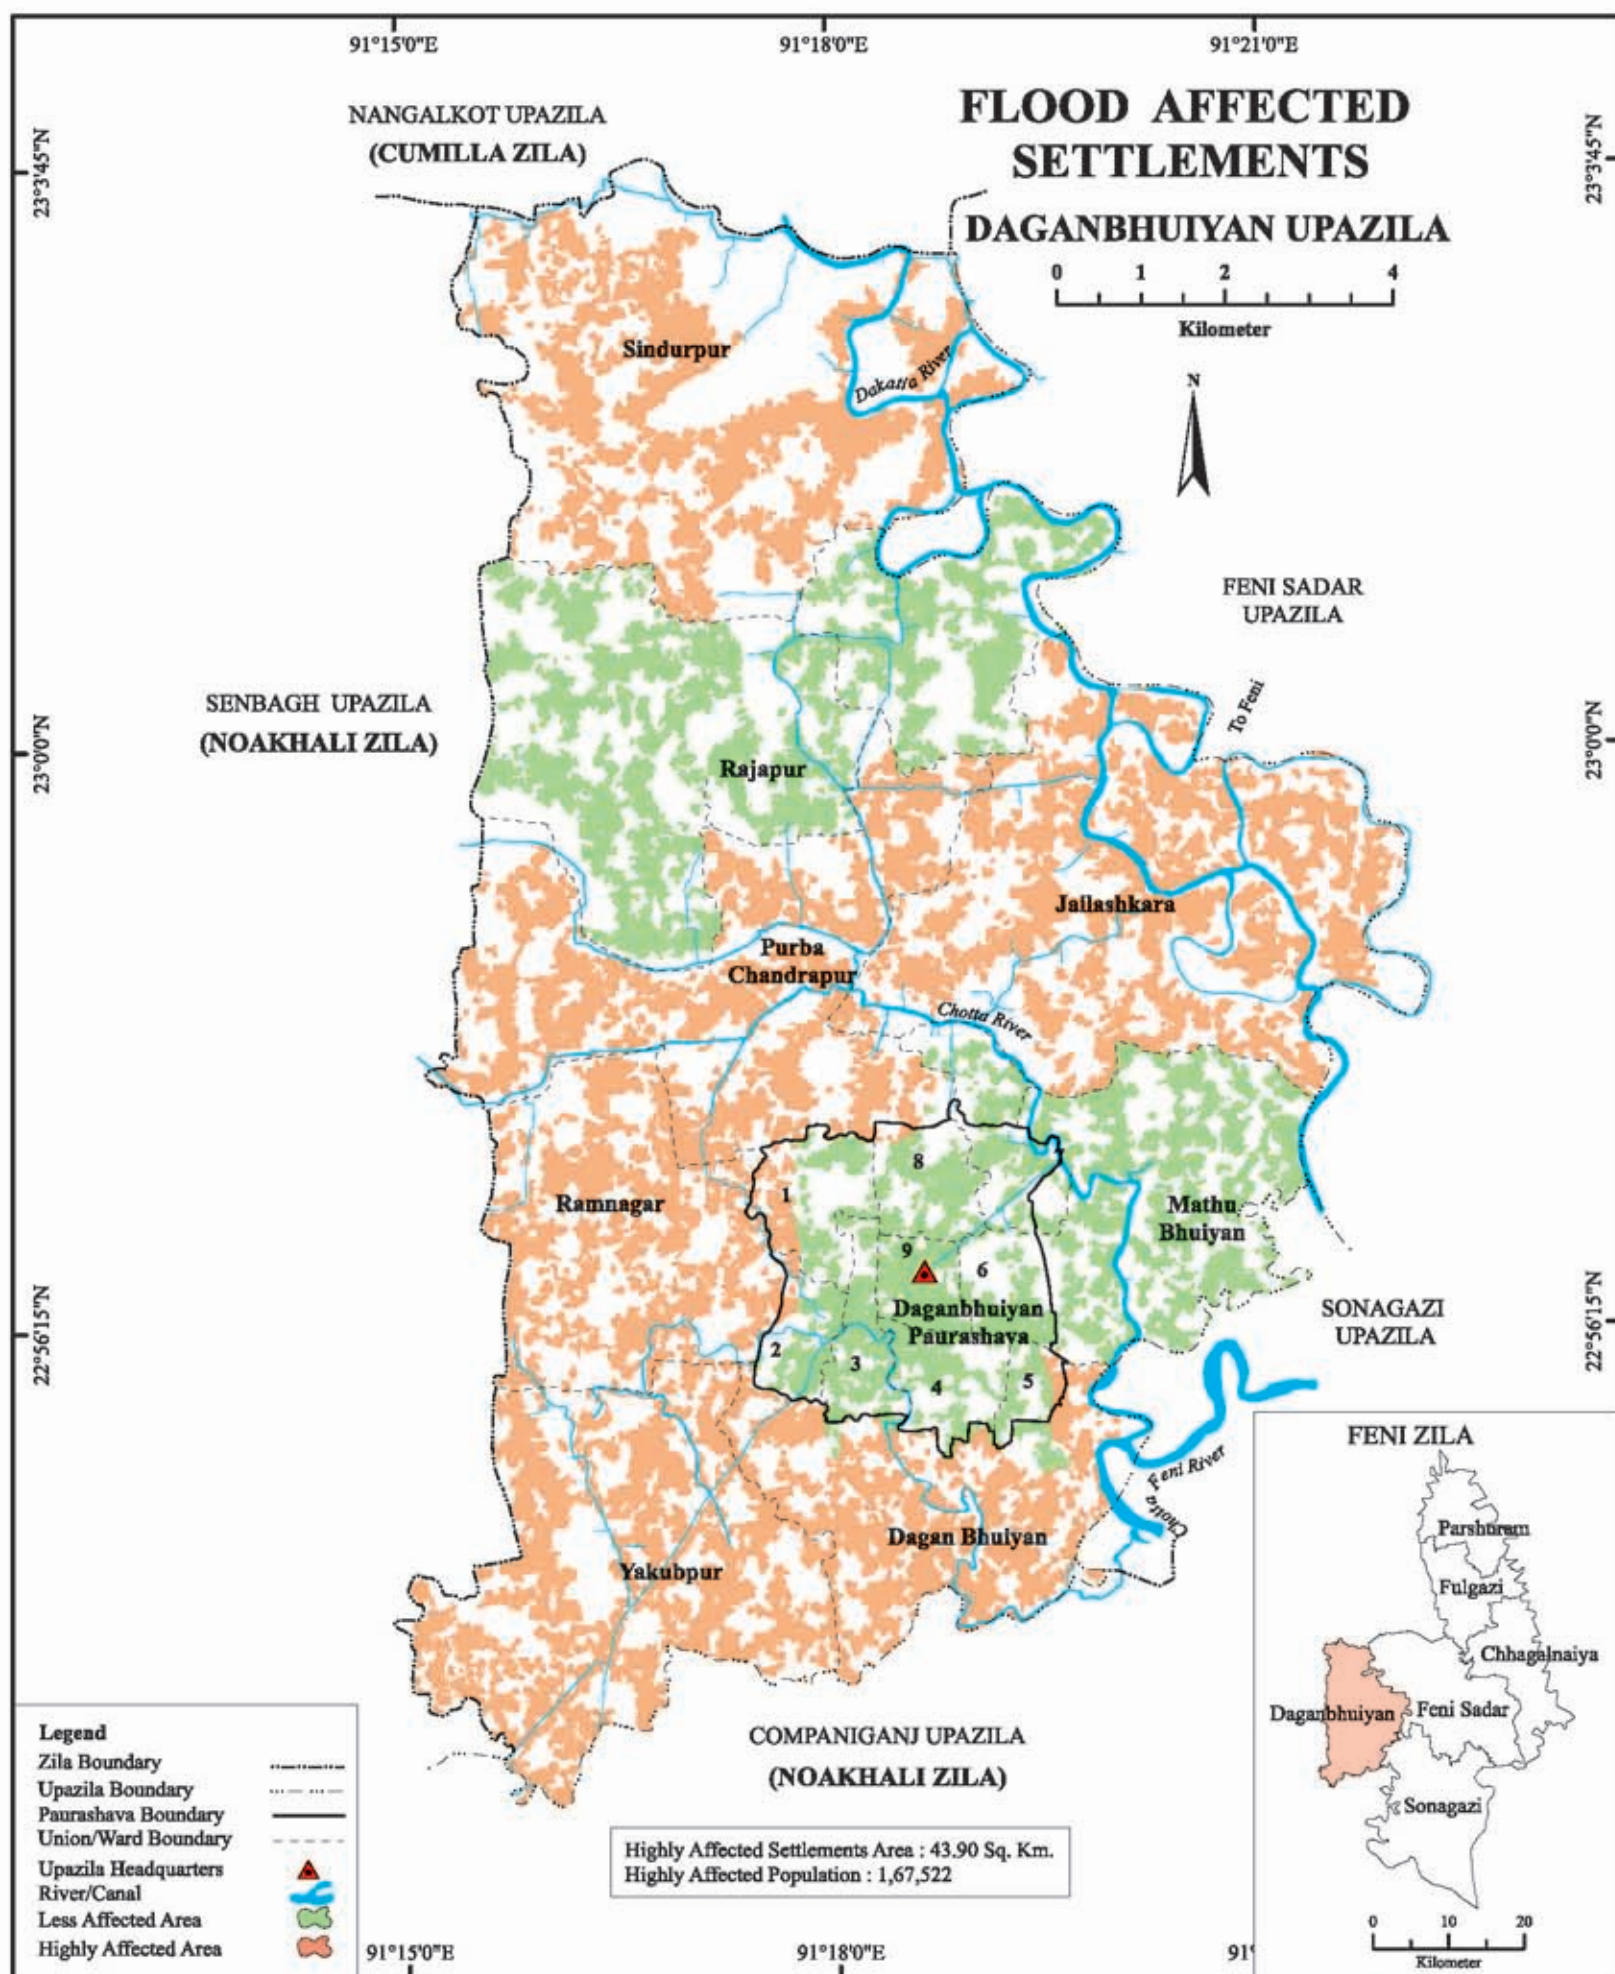 91°15'0"E
91°18'0"E
91°21'0"E
FLOOD AFFECTED
SETTLEMENTS
DAGANBHUIYAN UPAZILA
0 1 2 4
Kilometer
N
NANGALKOT UPAZILA
(CUMILLA ZILA)
23°3'45"N
23°3'45"N
Sindurpur
Dakatia River
FENI SADAR
UPAZILA
SENBAGH UPAZILA
(NOAKHALI ZILA)
To Feni
23°0'0"N
23°0'0"N
Rajapur
Jailashkara
Purba
Chandrapur
Chotta River
8
1
Ramnagar
Mathu
Bhuiyan
9
6
Daganbhuiyan
Paurashava
SONAGAZI
UPAZILA
22°56'15"N
22°56'15"N
2
3
4
5
Chotta Feni River
Dagan Bhuiyan
Yakubpur
COMPANIGANJ UPAZILA
(NOAKHALI ZILA)
Highly Affected Settlements Area : 43.90 Sq. Km.
Highly Affected Population : 1,67,522
Legend
Zila Boundary
Upazila Boundary
Paurashava Boundary
Union/Ward Boundary
Upazila Headquarters
River/Canal
Less Affected Area
Highly Affected Area
91°15'0"E
91°18'0"E
91°
FENI ZILA
Parshuram
Fulgazi
Chhagalnaiya
Daganbhuiyan
Feni Sadar
Sonagazi
0 10 20
Kilometer